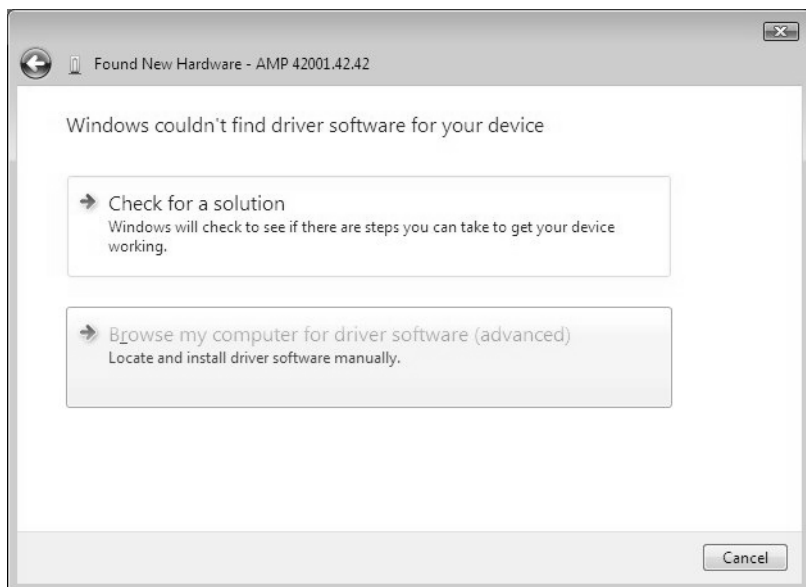 Found New Hardware - AMP 42001.42.42
Windows couldn't find driver software for your device
Check for a solution
Windows will check to see if there are steps you can take to get your device
working.
Browse my computer for driver software (advanced)
Locate and install driver software manually.
Cancel